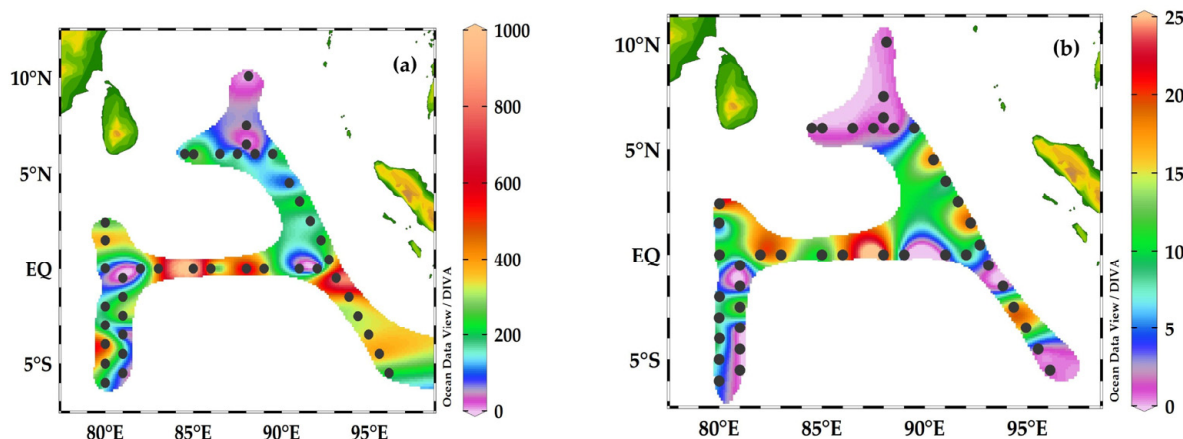 (a)
10°N
5°N
EQ
5°S
80°E
85°E
90°E
95°E
1000
800
600
400
200
0
Ocean Data View / DIVA
(b)
10°N
5°N
EQ
5°S
80°E
85°E
90°E
95°E
25
20
15
10
5
0
Ocean Data View / DIVA